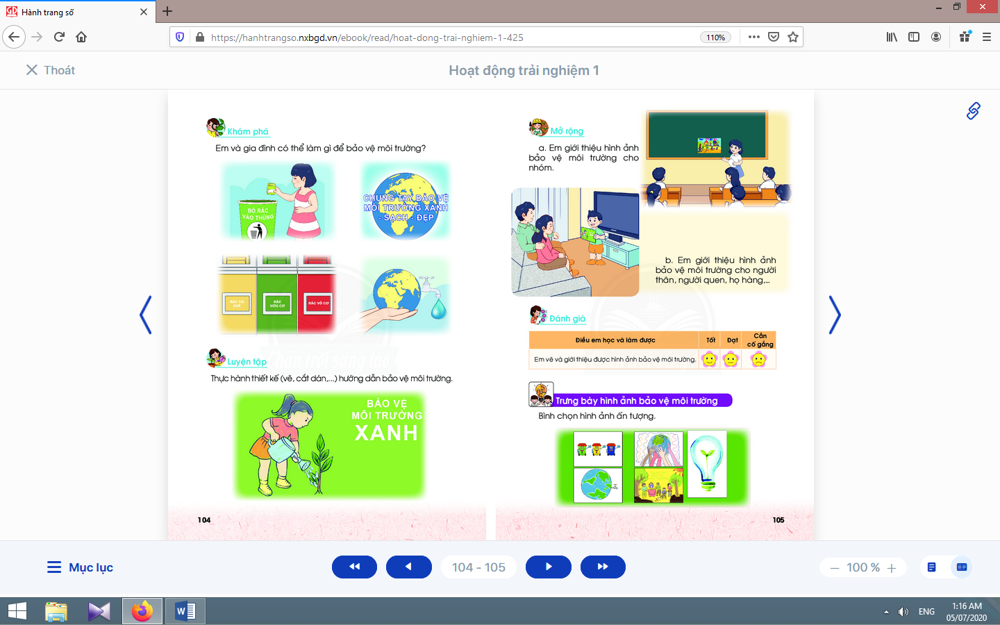 Hành trang số
https://hanhtrangso.nxbgd.vn/ebook/read/hoat-dong-trai-nghiem-1-425
110%
Thoát
Hoạt động trải nghiệm 1
Khám phá
Em và gia đình có thể làm gì để bảo vệ môi trường?
BỎ RÁC
VÀO THÙNG
CHUNG TAY BẢO VỆ
MÔI TRƯỜNG XANH
- SẠCH - ĐẸP
RÁC TÁI
CHẾ
RÁC
HỮU CƠ
RÁC VÔ CƠ
Chân trời sáng tạo
Luyện tập
Thực hành thiết kế (vẽ, cắt dán,...) hướng dẫn bảo vệ môi trường.
BẢO VỆ
MÔI TRƯỜNG
XANH
104
Mở rộng
a. Em giới thiệu hình ảnh
bảo vệ môi trường cho
nhóm.
b. Em giới thiệu hình ảnh
bảo vệ môi trường cho người
thân, người quen, họ hàng,...
Đánh giá
Điều em học và làm được
Tốt
Đạt
Cần
cố gắng
Em vẽ và giới thiệu được hình ảnh bảo vệ môi trường.
Trưng bày hình ảnh bảo vệ môi trường
Bình chọn hình ảnh ấn tượng.
105
Mục lục
104 - 105
100 %
ENG
1:16 AM
05/07/2020